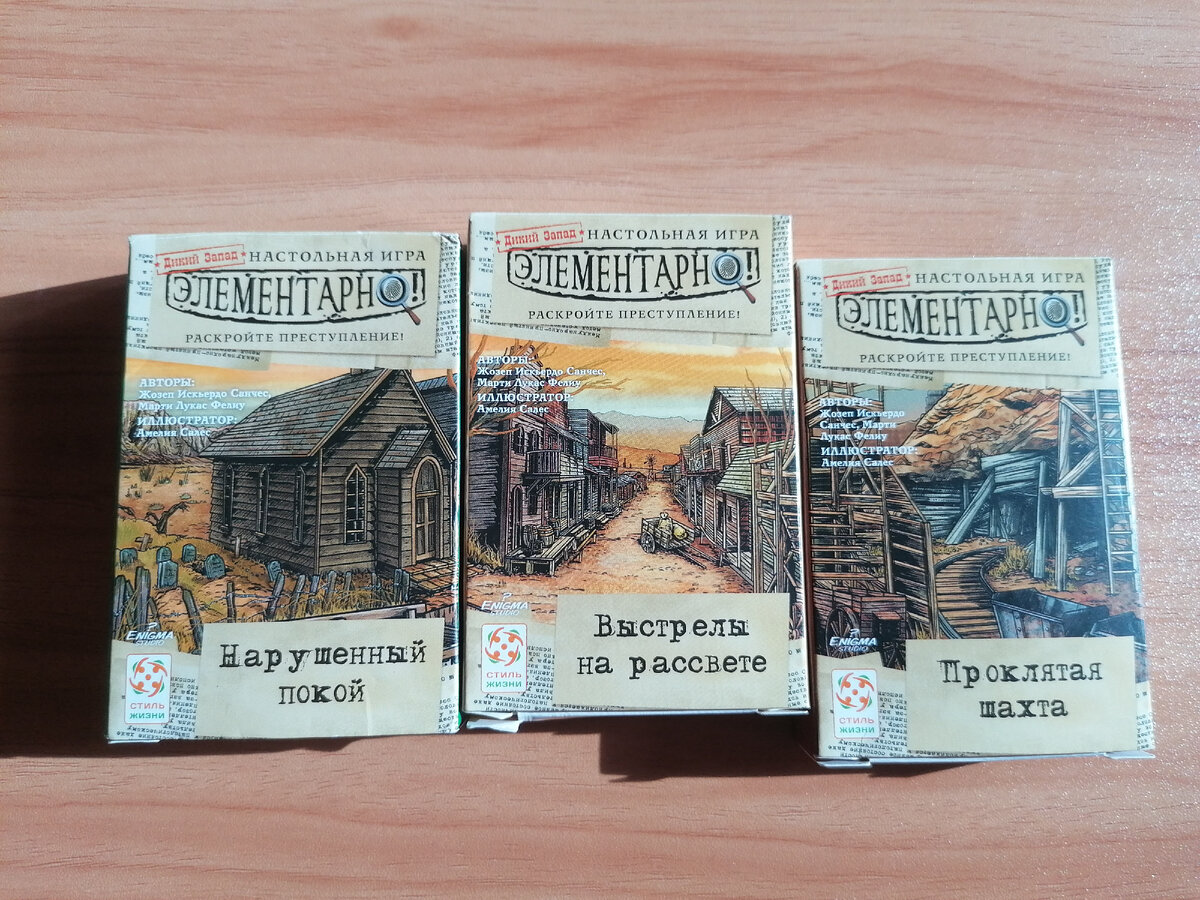 Дикий Запад
НАСТОЛЬНАЯ ИГРА
ЭЛЕМЕНТАРНО!
РАСКРОЙТЕ ПРЕСТУПЛЕНИЕ!
АВТОРЫ:
Жозеп Искьердо Санчес,
Марти Лукас Фелиу
ИЛЛЮСТРАТОР:
Амелия Салес
ENIGMA
STUDIO
СТИЛЬ
ЖИЗНИ
Нарушенный
покой
Дикий Запад
НАСТОЛЬНАЯ ИГРА
ЭЛЕМЕНТАРНО!
РАСКРОЙТЕ ПРЕСТУПЛЕНИЕ!
АВТОРЫ:
Жозеп Искьердо Санчес,
Марти Лукас Фелиу
ИЛЛЮСТРАТОР:
Амелия Салес
ENIGMA
STUDIO
СТИЛЬ
ЖИЗНИ
Выстрелы
на рассвете
Дикий Запад
НАСТОЛЬНАЯ ИГРА
ЭЛЕМЕНТАРНО!
РАСКРОЙТЕ ПРЕСТУПЛЕНИЕ!
АВТОРЫ:
Жозеп Искьердо
Санчес, Марти
Лукас Фелиу
ИЛЛЮСТРАТОР:
Амелия Салес
ENIGMA
STUDIO
СТИЛЬ
ЖИЗНИ
Проклятая
шахта